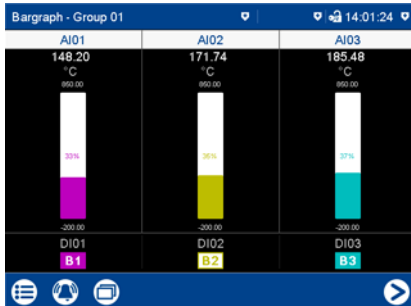 Bargraph - Group 01 14:01:24
AI01 AI02 AI03
148.20 171.74 185.48
°C °C °C
850.00 850.00 850.00
33% 35% 37%
-200.00 -200.00 -200.00
DI01 DI02 DI03
B1 B2 B3